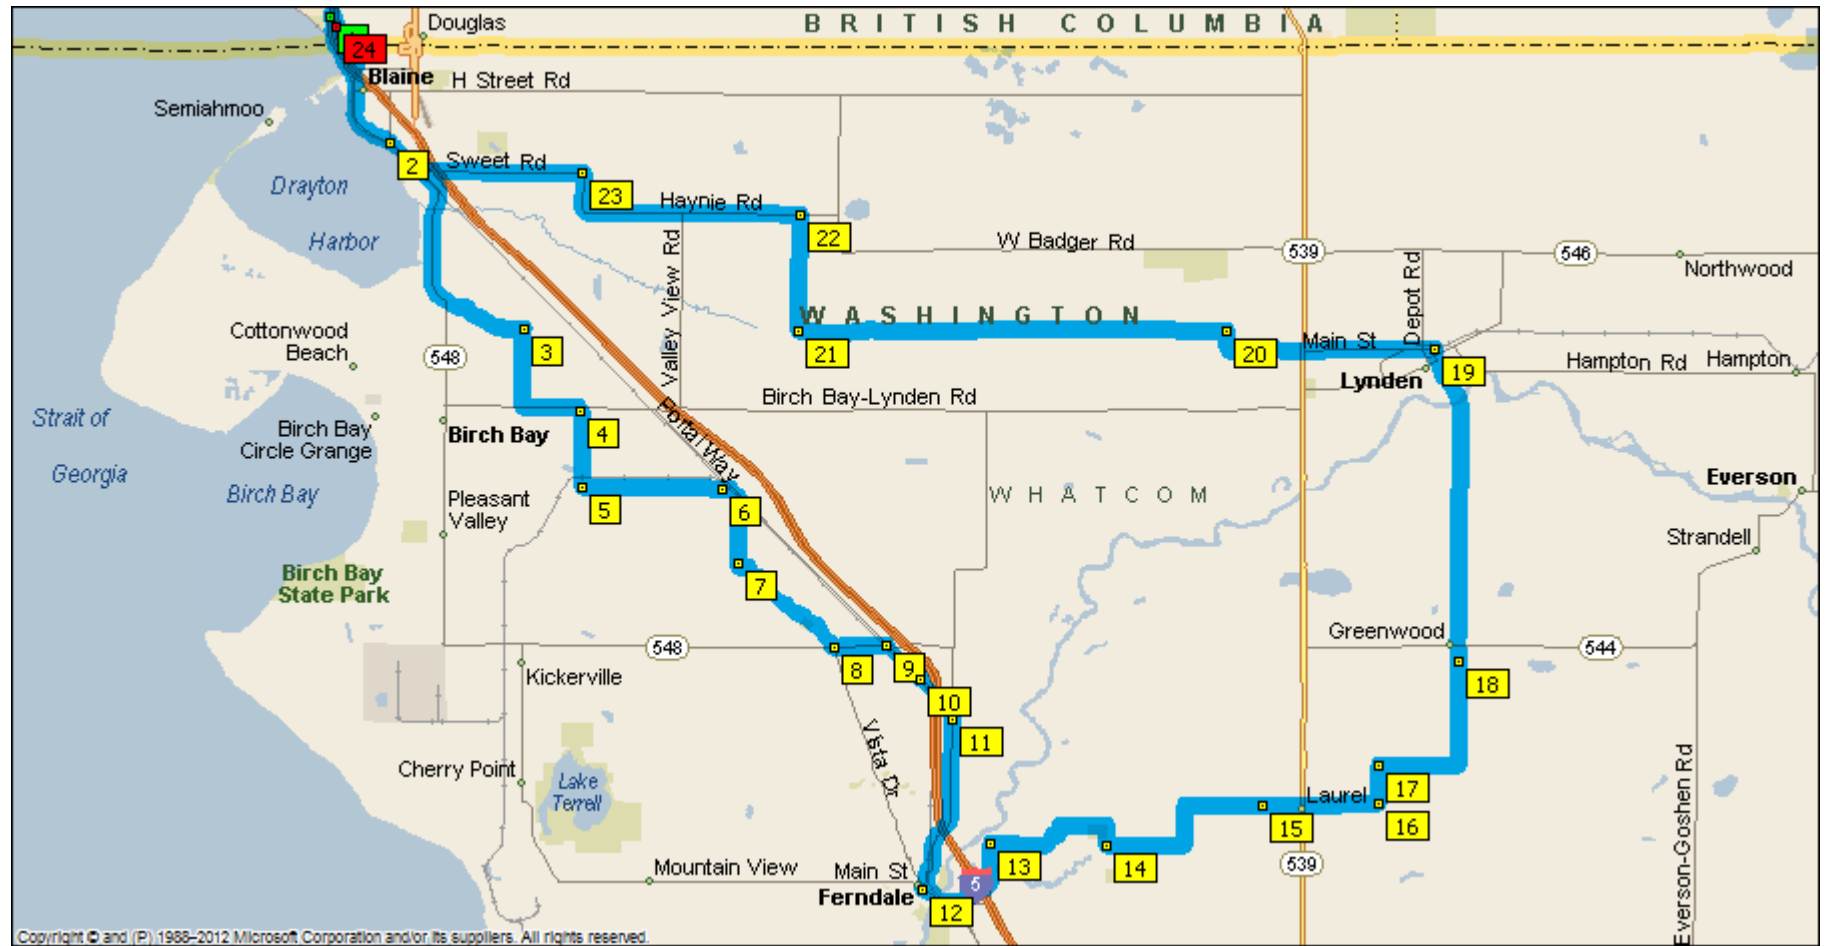 BRITISH COLUMBIA
Douglas
24
Blaine
H Street Rd
Semiahmoo
2
Sweet Rd
Drayton
Harbor
23
Haynie Rd
22
W Badger Rd
539
546
Northwood
Valley View Rd
Depot Rd
WASHINGTON
Cottonwood
Beach
548
3
21
20
Main St
Hampton Rd
Hampton
Lynden
19
Birch Bay-Lynden Rd
Strait of
Georgia
Birch Bay
Circle Grange
Birch Bay
4
Portal Way
Birch Bay
WHATCOM
Everson
Pleasant
Valley
5
6
Strandell
Birch Bay
State Park
7
Greenwood
544
548
8
9
Kickerville
18
10
11
Vista Dr
Cherry Point
Lake
Terrell
Laurel
17
16
15
Everson-Goshen Rd
Mountain View
Main St
13
14
539
5
Ferndale
12
Copyright © and (P) 1988–2012 Microsoft Corporation and/or its suppliers. All rights reserved.